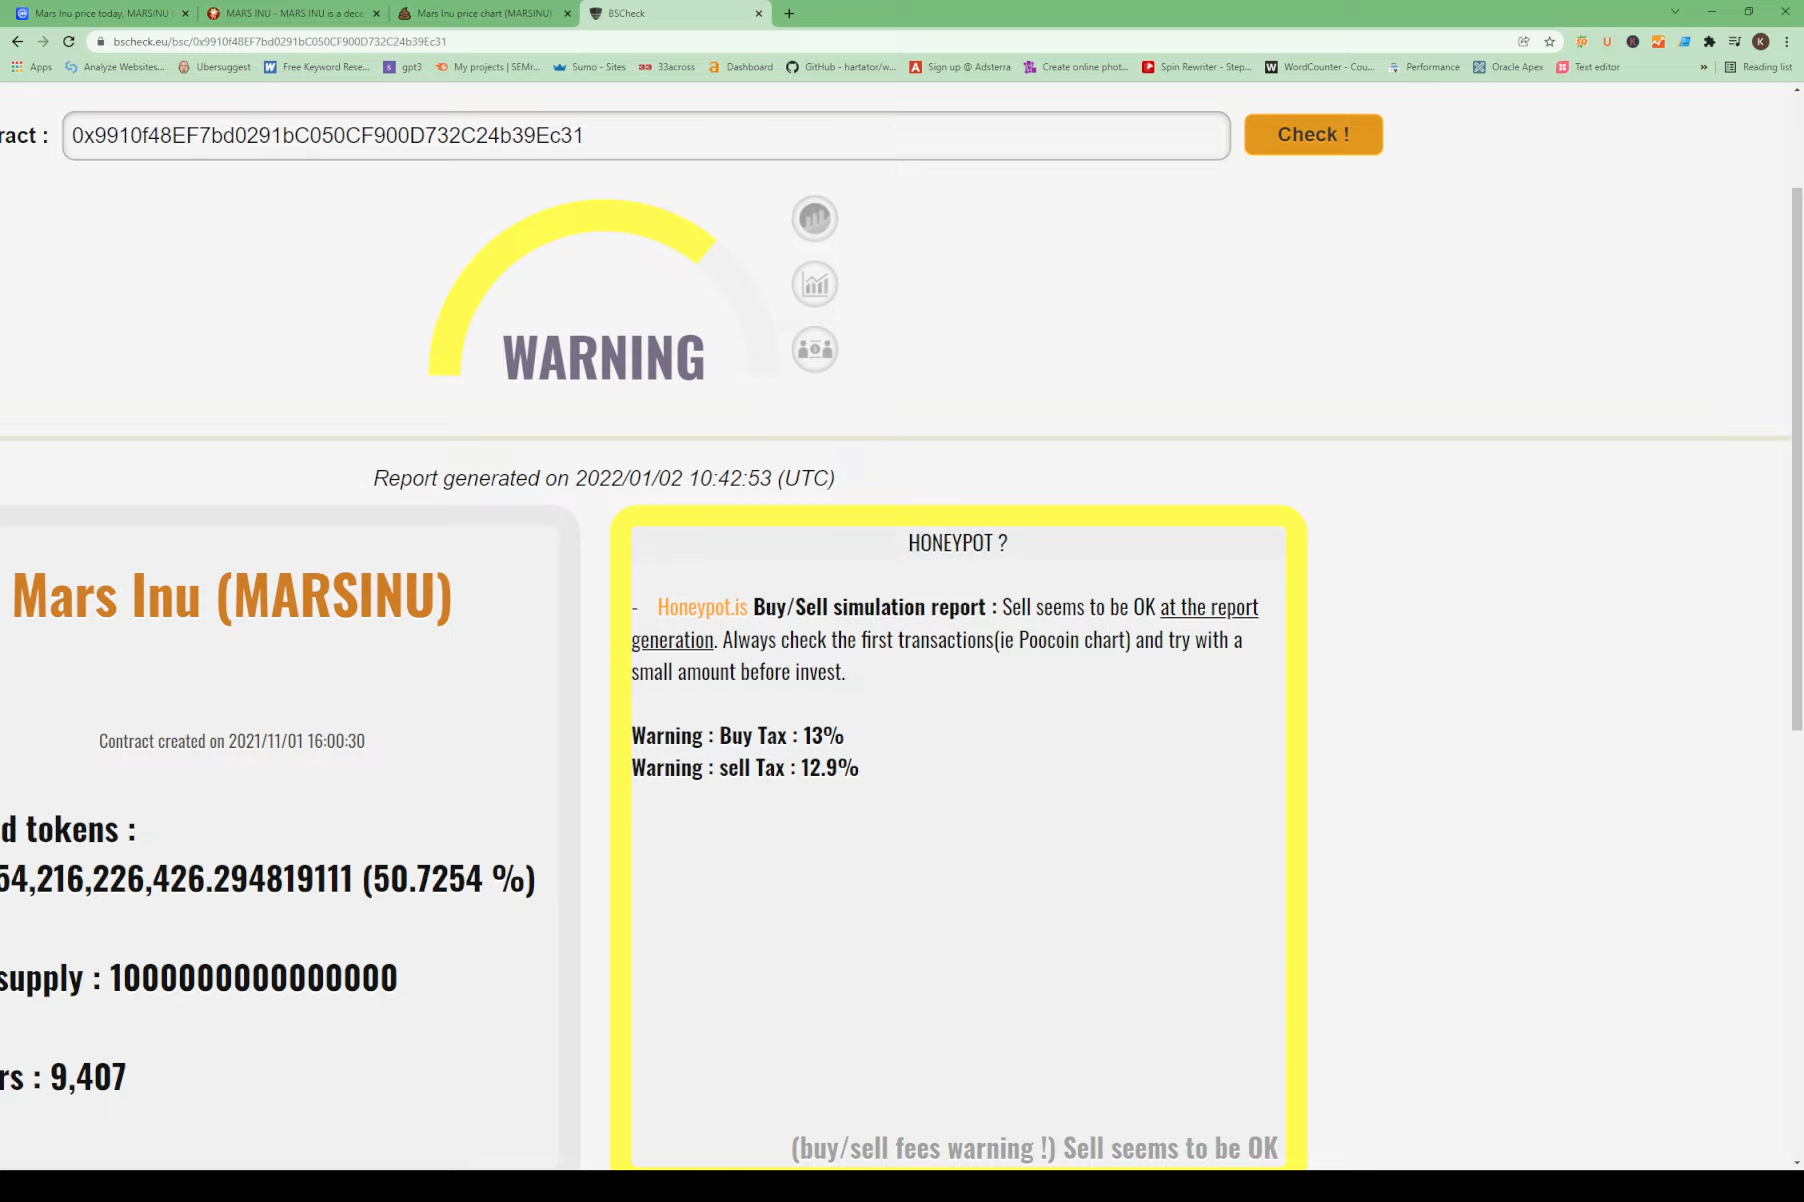 Mars Inu price today, MARSINU
MARS INU - MARS INU is a dece
Mars Inu price chart (MARSINU)
BSCheck
bscheck.eu/bsc/0x9910f48EF7bd0291bC050CF900D732C24b39Ec31
Apps
Analyze Websites...
Ubersuggest
Free Keyword Rese...
gpt3
My projects | SEMr...
Sumo - Sites
33across
Dashboard
GitHub - hartator/w...
Sign up @ Adsterra
Create online phot...
Spin Rewriter - Step...
WordCounter - Cou...
Performance
Oracle Apex
Text editor
»
Reading list
ract :
0x9910f48EF7bd0291bC050CF900D732C24b39Ec31
Check !
WARNING
Report generated on 2022/01/02 10:42:53 (UTC)
Mars Inu (MARSINU)
Contract created on 2021/11/01 16:00:30
d tokens :
54,216,226,426.294819111 (50.7254 %)
supply : 1000000000000000
rs : 9,407
HONEYPOT ?
- Honeypot.is Buy/Sell simulation report : Sell seems to be OK at the report
generation. Always check the first transactions(ie Poocoin chart) and try with a
small amount before invest.
Warning : Buy Tax : 13%
Warning : sell Tax : 12.9%
(buy/sell fees warning !) Sell seems to be OK